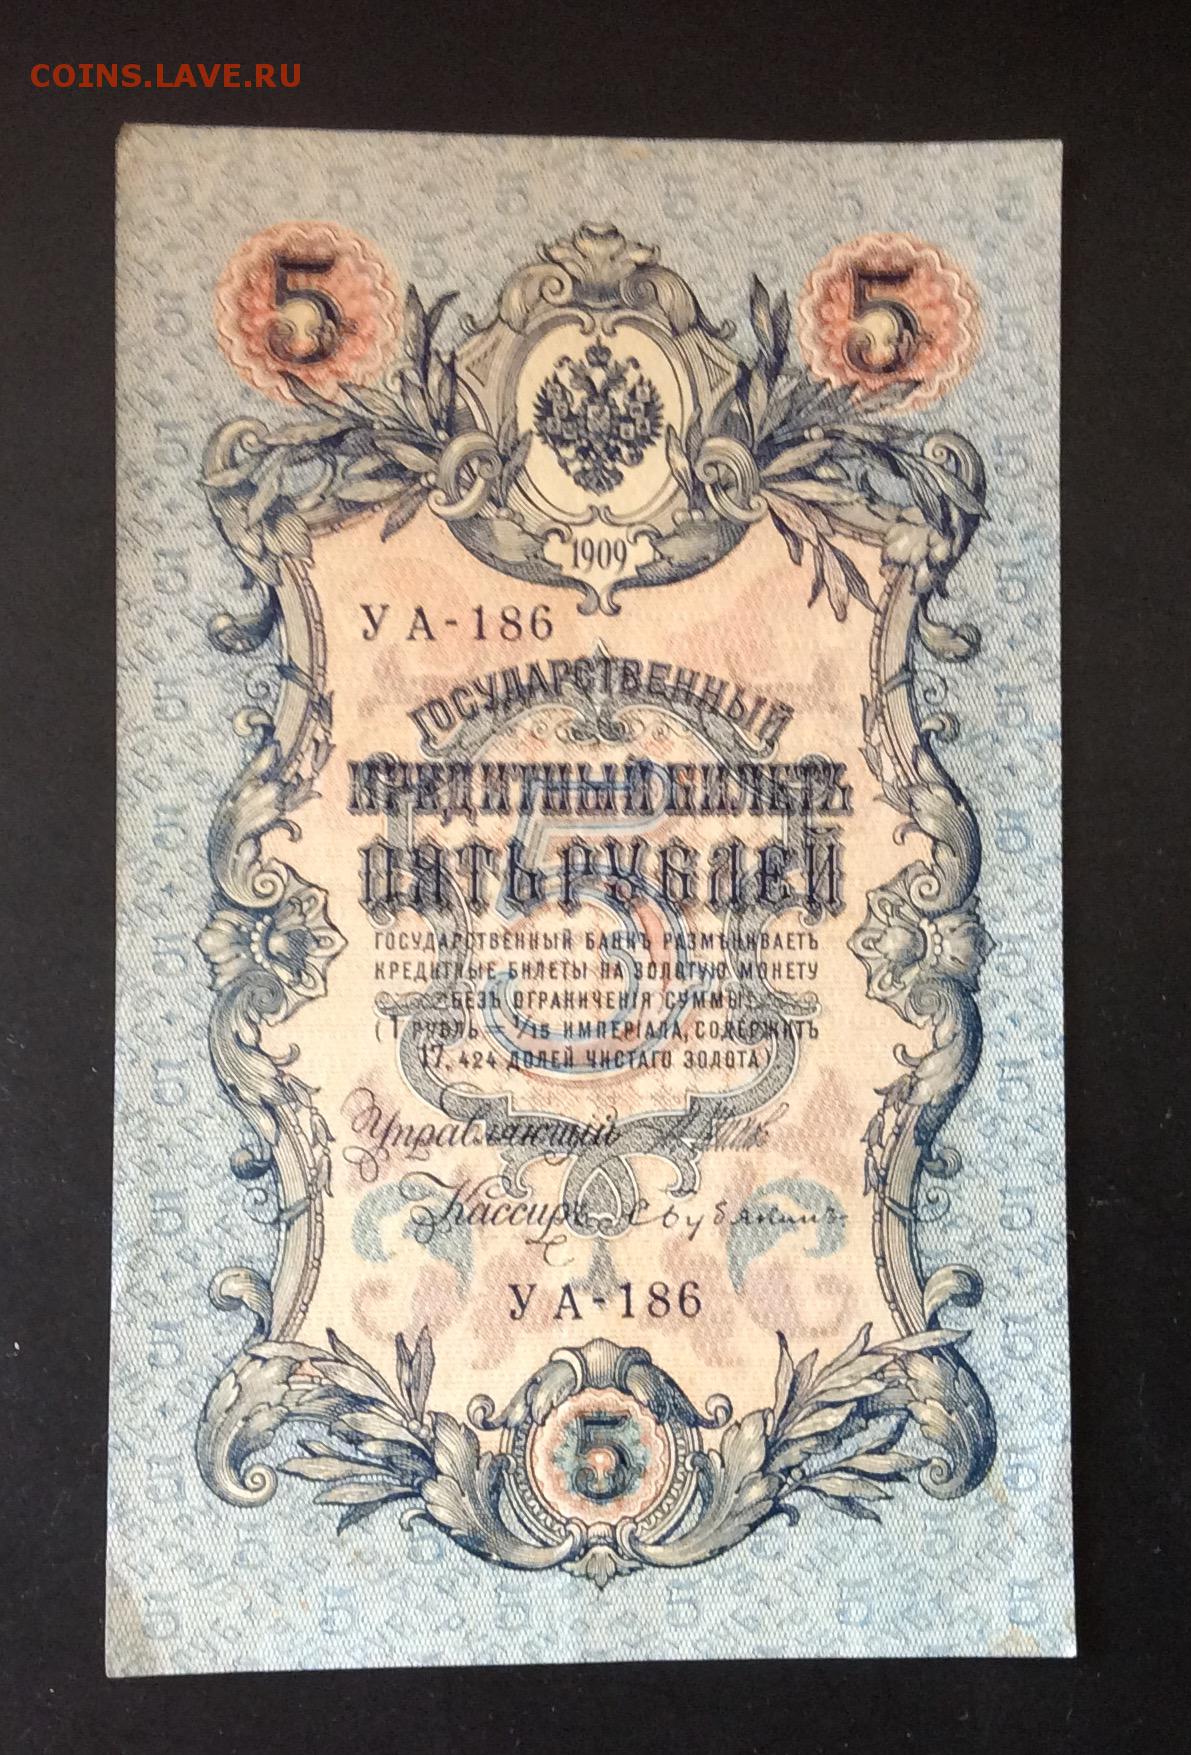 COINS.LAVE.RU
5 5
1909
УА-186
ГОСУДАРСТВЕННЫЙ
КРЕДИТНЫЙ БИЛЕТЪ
ПЯТЬ РУБЛЕЙ
5
ГОСУДАРСТВЕННЫЙ БАНКЪ РАЗМѢНИВАЕТЪ
КРЕДИТНЫЕ БИЛЕТЫ НА ЗОЛОТУЮ МОНЕТУ
БЕЗЪ ОГРАНИЧЕНІЯ СУММЫ
(1 РУБЛЬ = 1/15 ИМПЕРІАЛА, СОДЕРЖИТЪ
17,424 ДОЛЕЙ ЧИСТАГО ЗОЛОТА)
Управляющій
Кассиръ С Бубякинъ
УА-186
5